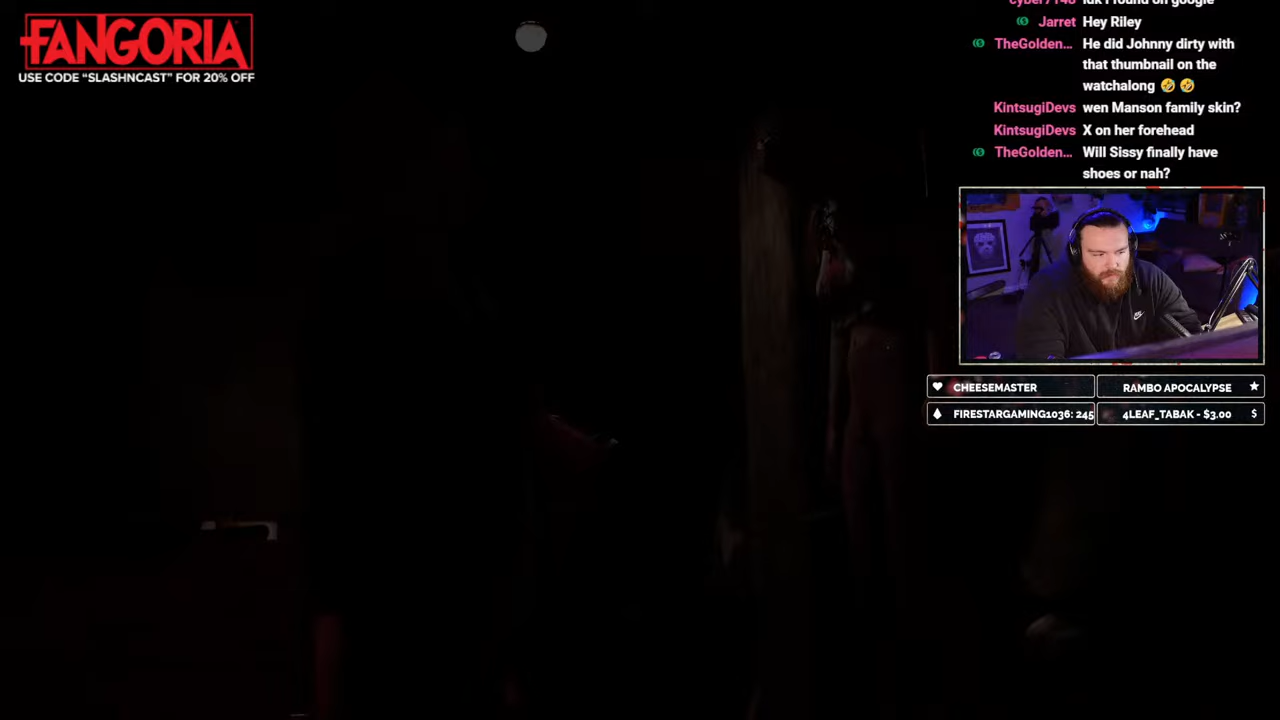 FANGORIA
USE CODE "SLASHNCAST" FOR 20% OFF
Jarret Hey Riley
TheGolden... He did Johnny dirty with
that thumbnail on the
watchalong 🤣 🤣
KintsugiDevs wen Manson family skin?
KintsugiDevs X on her forehead
TheGolden... Will Sissy finally have
shoes or nah?
CHEESEMASTER
RAMBO APOCALYPSE
FIRESTARGAMING1036: 245
4LEAF_TABAK - $3.00 $